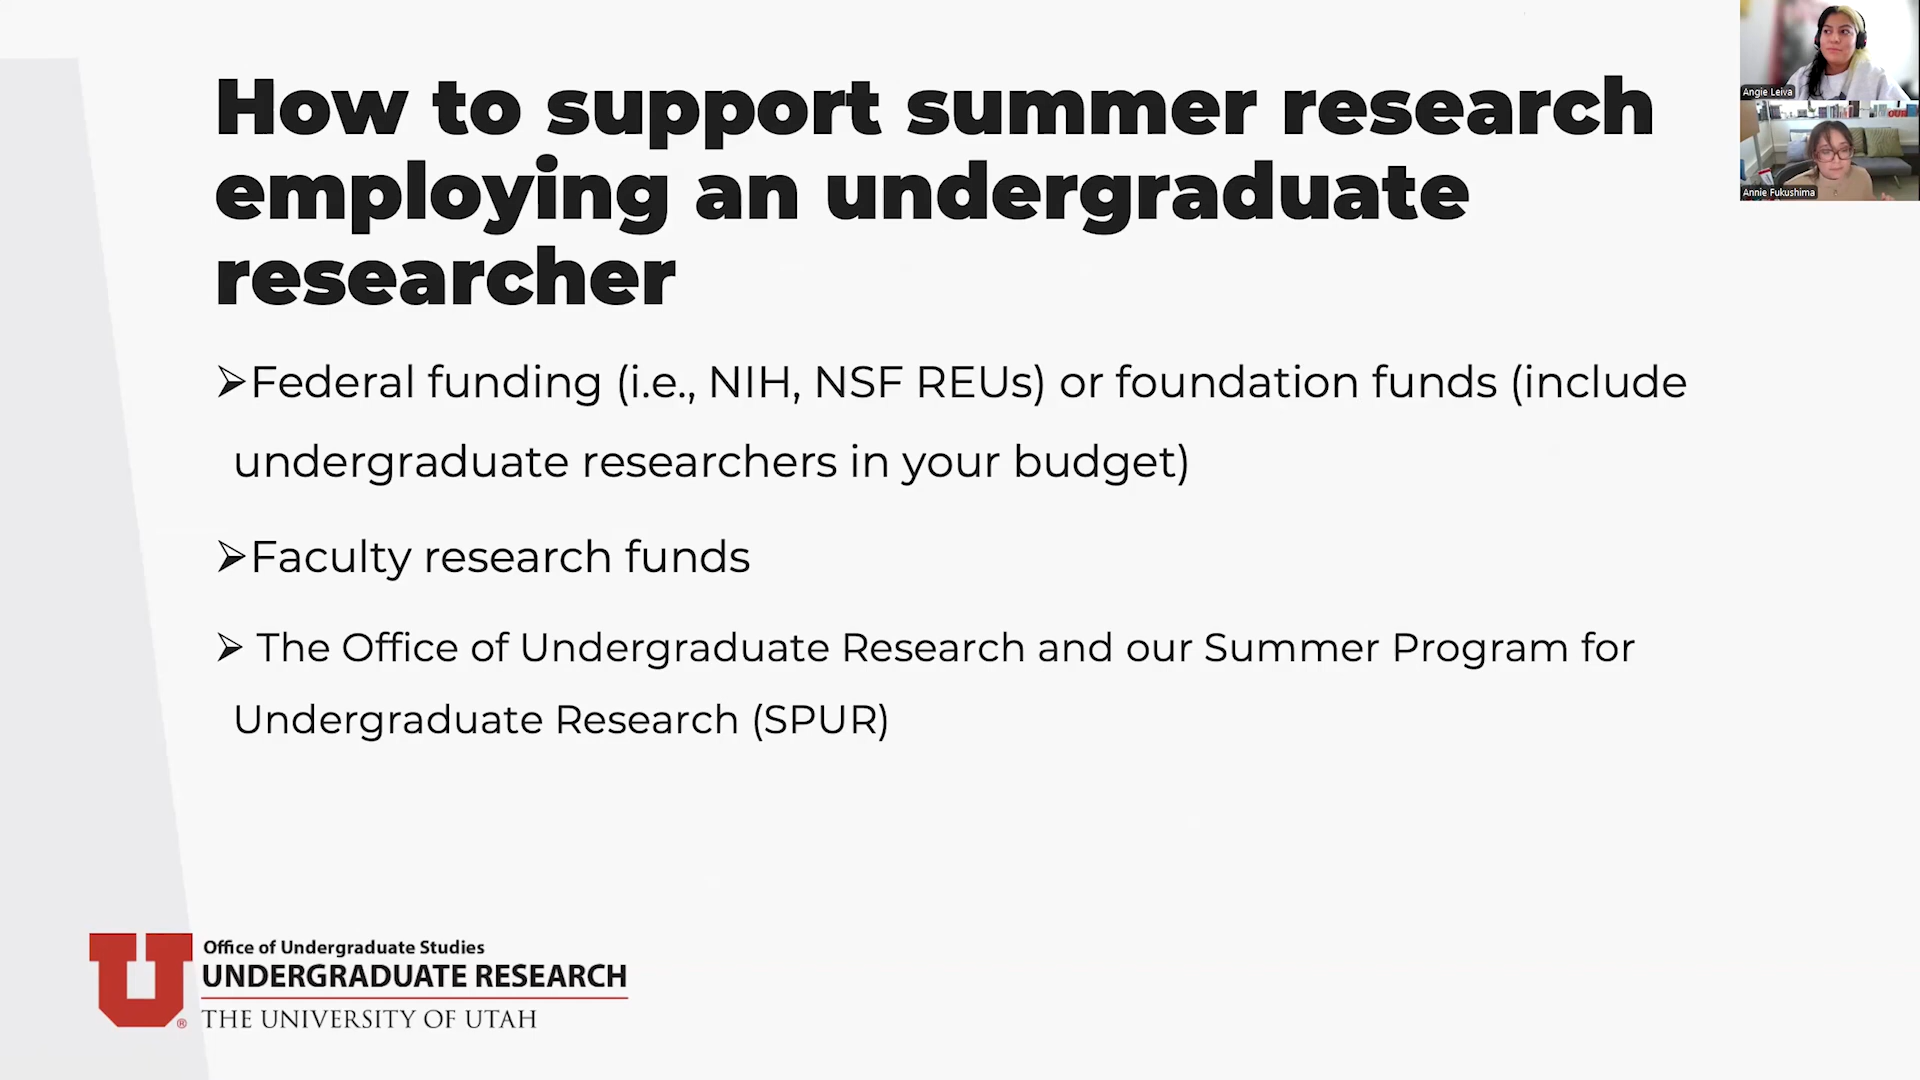 How to support summer research
employing an undergraduate
researcher
➢Federal funding (i.e., NIH, NSF REUs) or foundation funds (include
undergraduate researchers in your budget)
➢Faculty research funds
➢ The Office of Undergraduate Research and our Summer Program for
Undergraduate Research (SPUR)
Office of Undergraduate Studies
UNDERGRADUATE RESEARCH
THE UNIVERSITY OF UTAH
®
Angie Leiva
Annie Fukushima